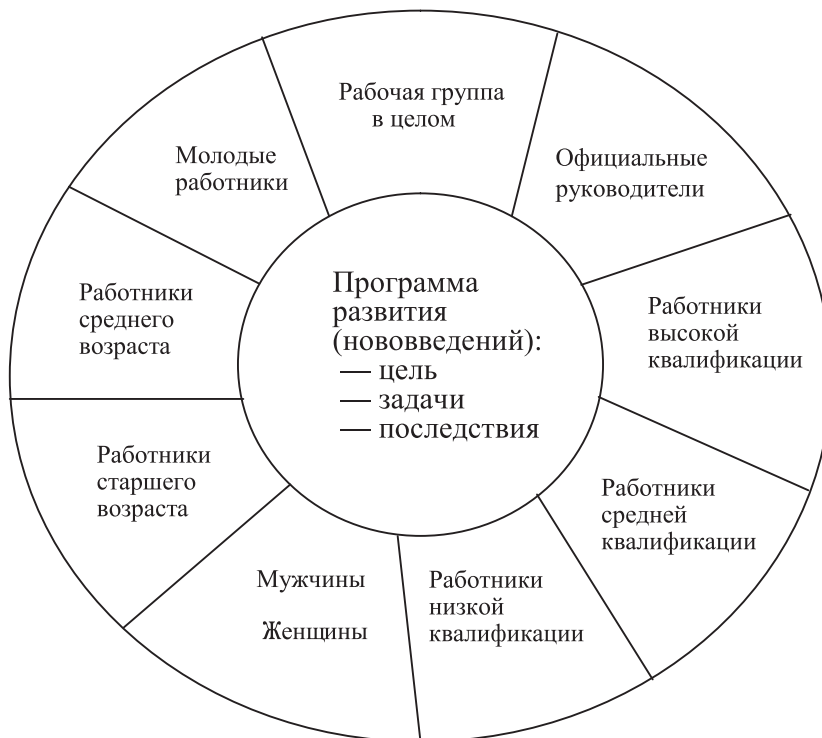 Рабочая группа
в целом
Официальные
руководители
Работники
высокой
квалификации
Работники
средней
квалификации
Работники
низкой
квалификации
Мужчины
Женщины
Работники
старшего
возраста
Работники
среднего
возраста
Молодые
работники
Программа
развития
(нововведений):
— цель
— задачи
— последствия